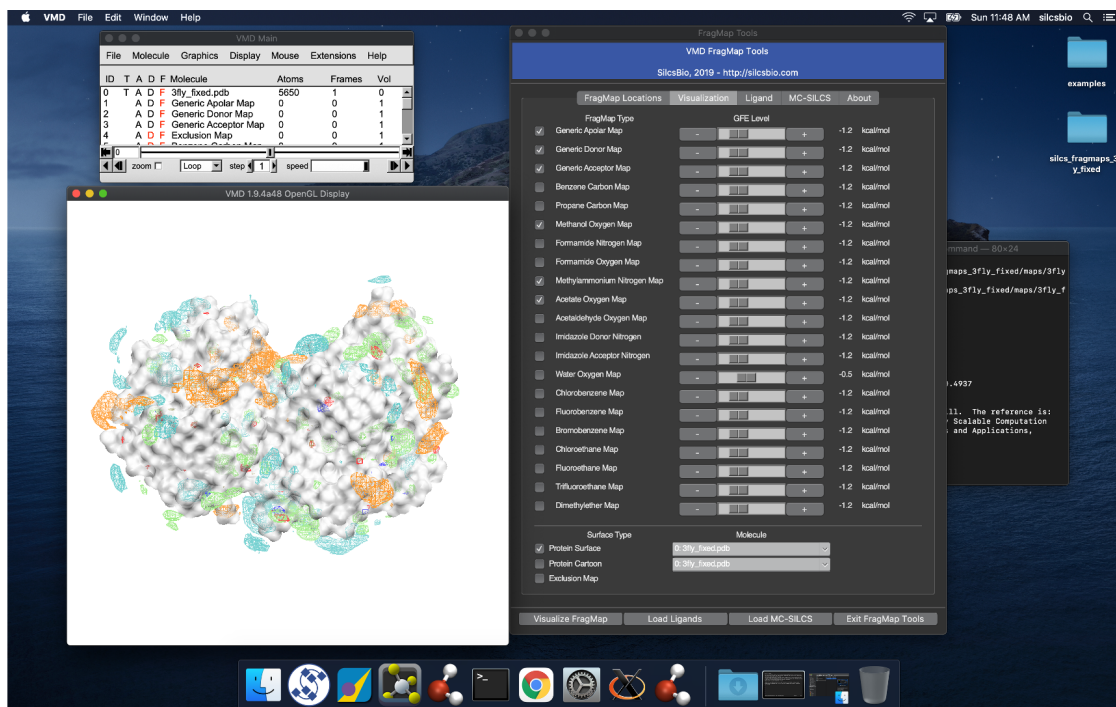 VMD File Edit Window Help
Sun 11:48 AM silcsbio
VMD Main
File Molecule Graphics Display Mouse Extensions Help
ID T A D F Molecule Atoms Frames Vol
0 T A D F 3fly_fixed.pdb 5650 1 0
1 A D F Generic Apolar Map 0 0 1
2 A D F Generic Donor Map 0 0 1
3 A D F Generic Acceptor Map 0 0 1
4 A D F Exclusion Map 0 0 1
0
zoom Loop step 1 speed
VMD 1.9.4a48 OpenGL Display
FragMap Tools
VMD FragMap Tools
SilcsBio, 2019 - http://silcsbio.com
FragMap Locations Visualization Ligand MC-SILCS About
FragMap Type GFE Level
Generic Apolar Map - + -1.2 kcal/mol
Generic Donor Map - + -1.2 kcal/mol
Generic Acceptor Map - + -1.2 kcal/mol
Benzene Carbon Map - + -1.2 kcal/mol
Propane Carbon Map - + -1.2 kcal/mol
Methanol Oxygen Map - + -1.2 kcal/mol
Formamide Nitrogen Map - + -1.2 kcal/mol
Formamide Oxygen Map - + -1.2 kcal/mol
Methylammonium Nitrogen Map - + -1.2 kcal/mol
Acetate Oxygen Map - + -1.2 kcal/mol
Acetaldehyde Oxygen Map - + -1.2 kcal/mol
Imidazole Donor Nitrogen - + -1.2 kcal/mol
Imidazole Acceptor Nitrogen - + -1.2 kcal/mol
Water Oxygen Map - + -0.5 kcal/mol
Chlorobenzene Map - + -1.2 kcal/mol
Fluorobenzene Map - + -1.2 kcal/mol
Bromobenzene Map - + -1.2 kcal/mol
Chloroethane Map - + -1.2 kcal/mol
Fluoroethane Map - + -1.2 kcal/mol
Trifluoroethane Map - + -1.2 kcal/mol
Dimethylether Map - + -1.2 kcal/mol
Surface Type Molecule
Protein Surface 0: 3fly_fixed.pdb
Protein Cartoon 0: 3fly_fixed.pdb
Exclusion Map
Visualize FragMap Load Ligands Load MC-SILCS Exit FragMap Tools
examples
silcs_fragmaps_3
y_fixed
ommand — 80×24
gmaps_3fly_fixed/maps/3fly
ps_3fly_fixed/maps/3fly_f
.4937
ll. The reference is:
Scalable Computation
and Applications,